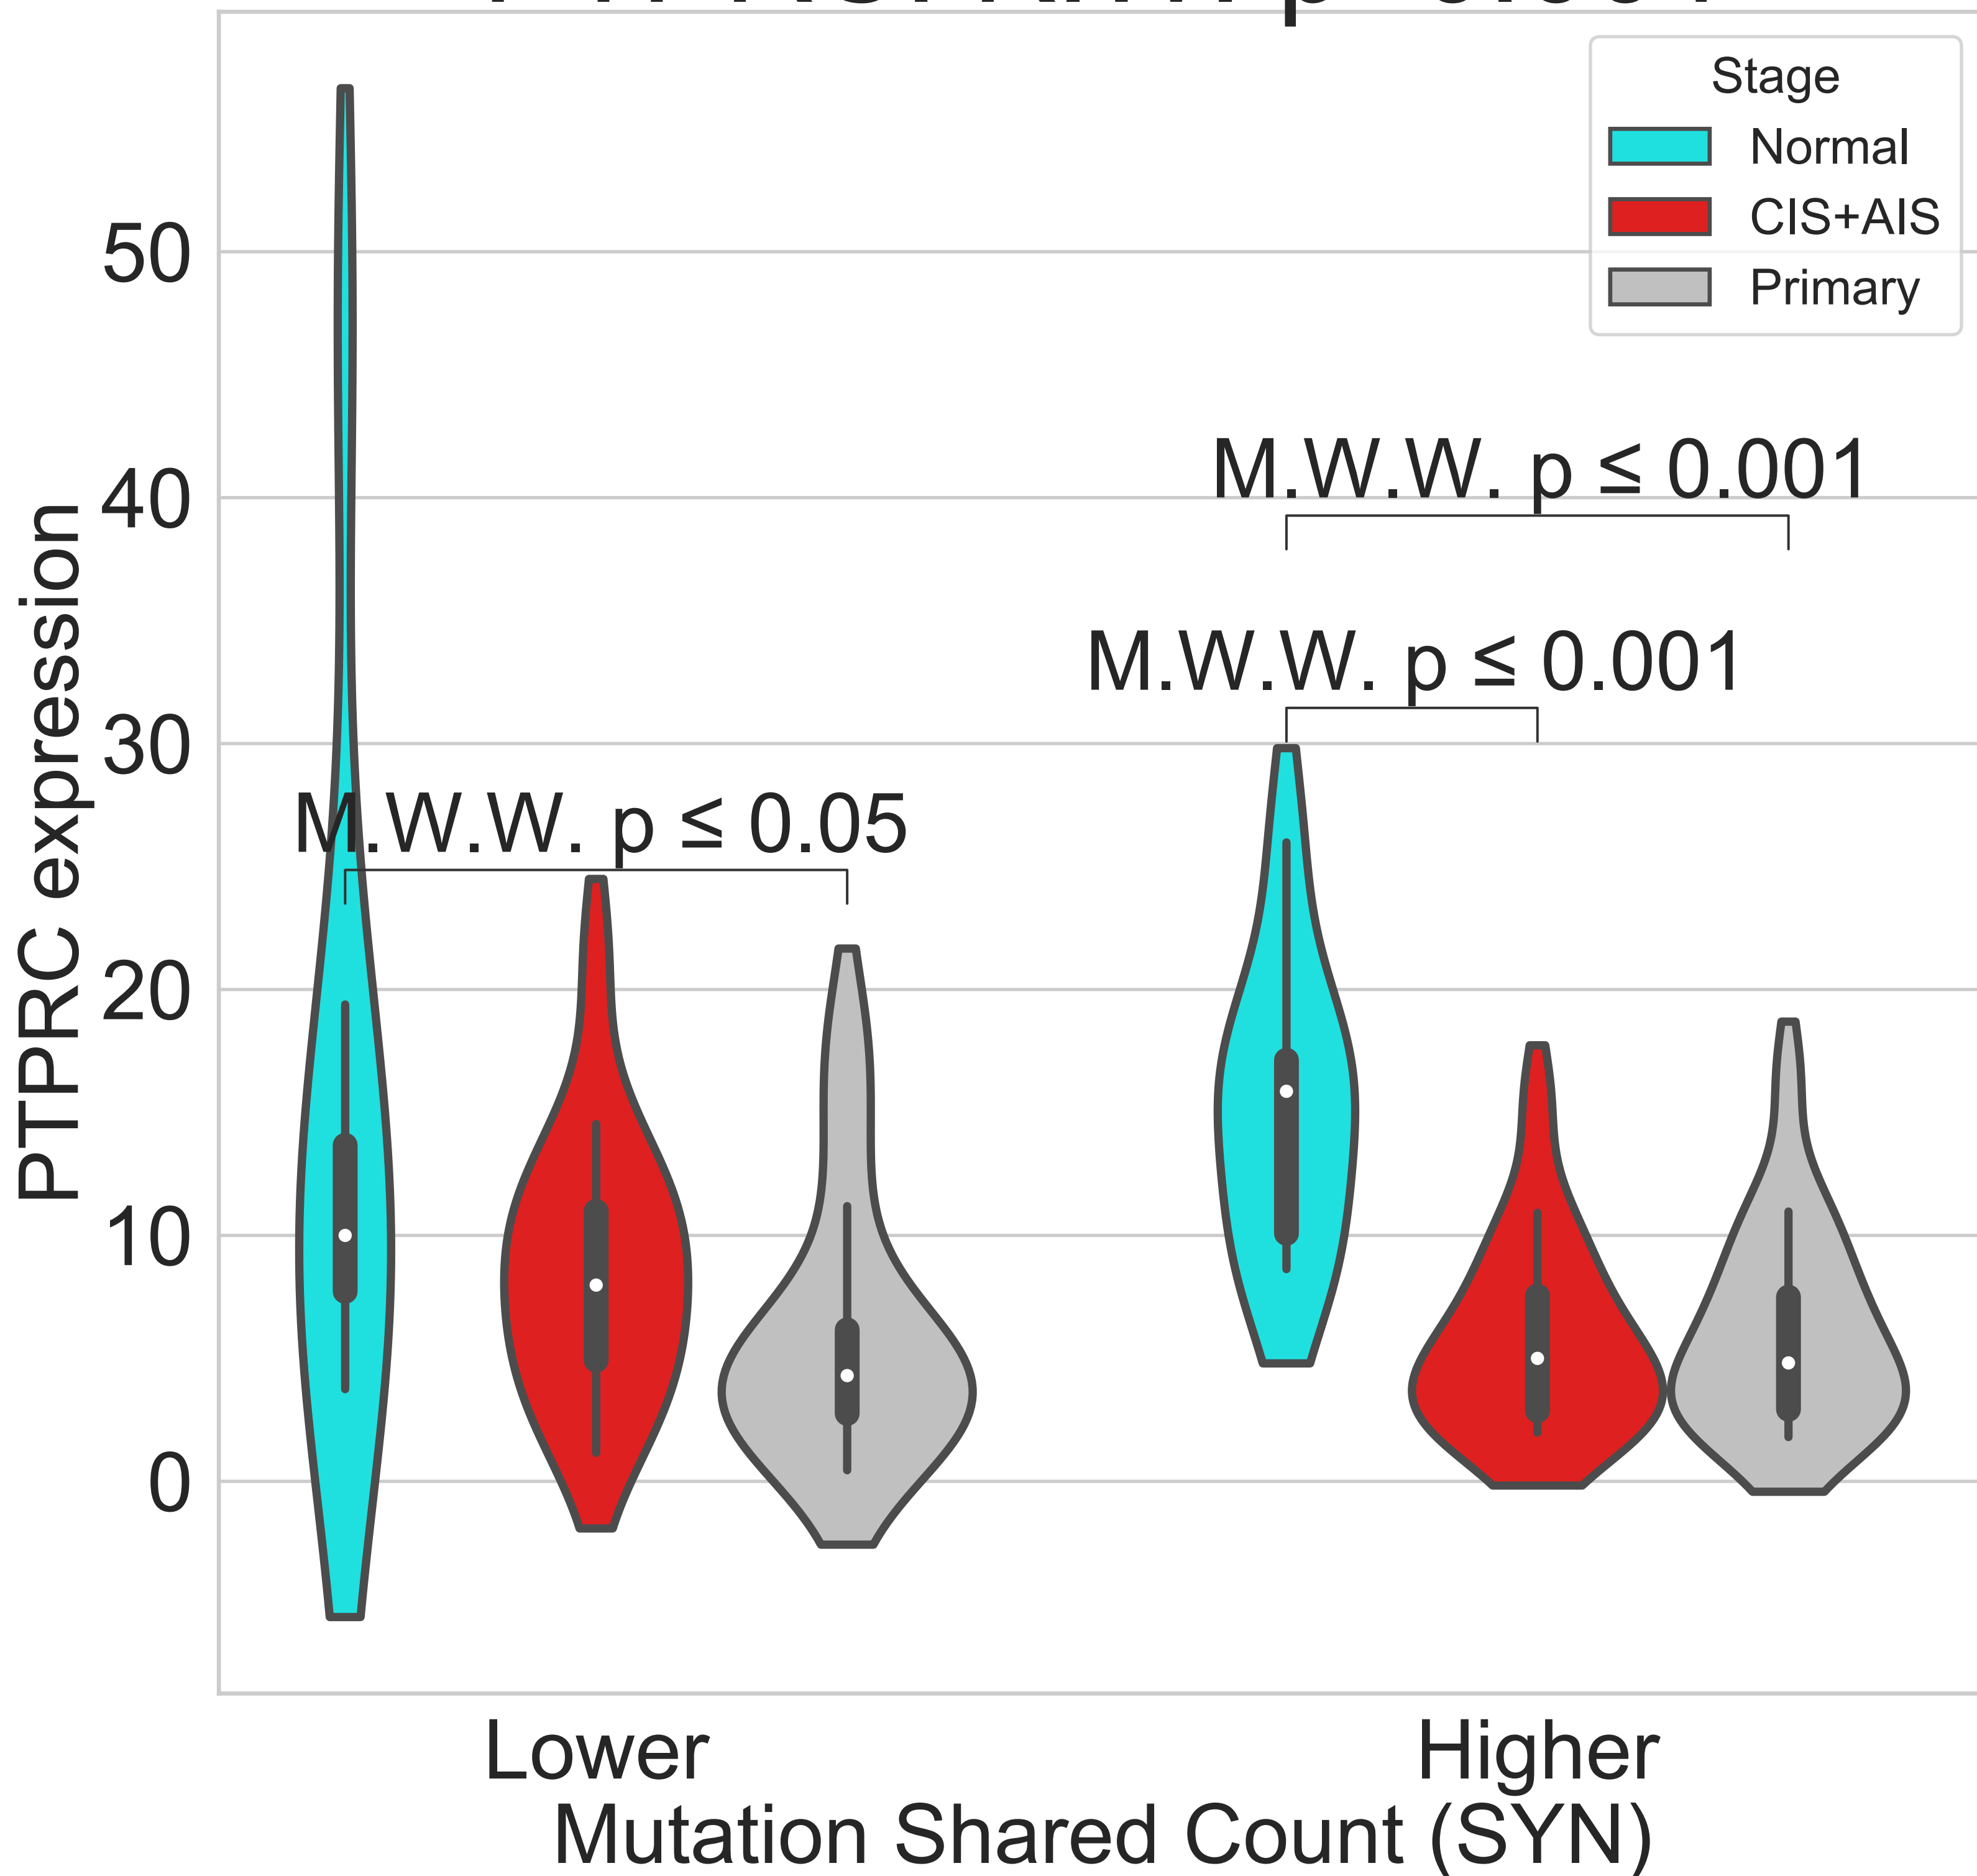 Stage
Normal
CIS+AIS
Primary
50
40
30
20
10
0
PTPRC expression
M.W.W. p ≤ 0.001
M.W.W. p ≤ 0.001
M.W.W. p ≤ 0.05
Lower
Higher
Mutation Shared Count (SYN)